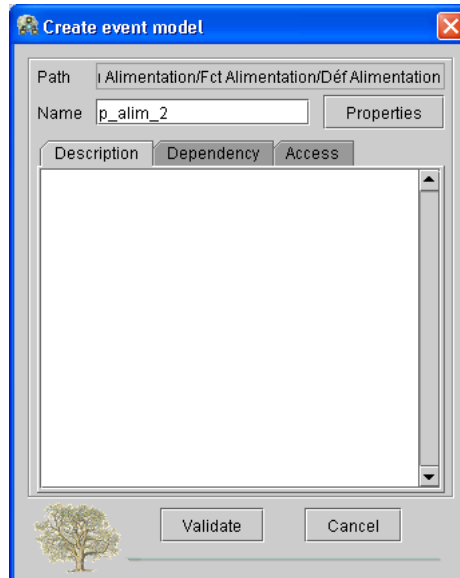 Create event model
Path ı Alimentation/Fct Alimentation/Déf Alimentation
Name p_alim_2 Properties
Description Dependency Access
Validate Cancel